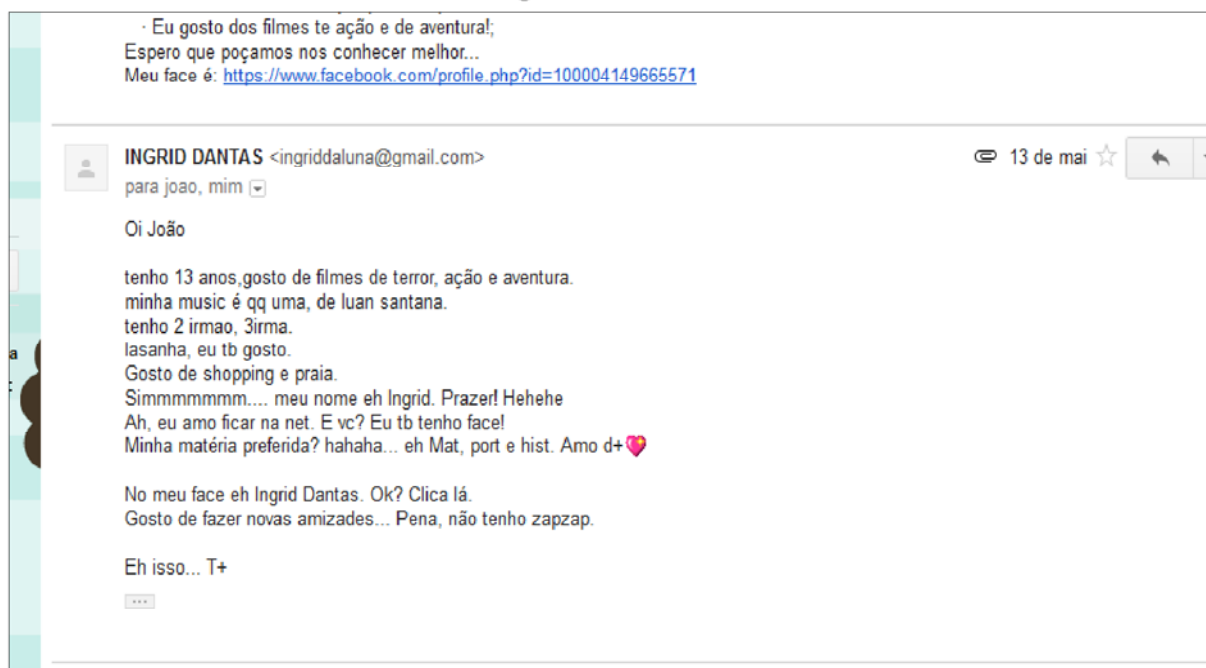 · Eu gosto dos filmes te ação e de aventura!;
Espero que poçamos nos conhecer melhor...
Meu face é: https://www.facebook.com/profile.php?id=100004149665571
INGRID DANTAS <ingriddaluna@gmail.com>
13 de mai
para joao, mim
Oi João
tenho 13 anos,gosto de filmes de terror, ação e aventura.
minha music é qq uma, de luan santana.
tenho 2 irmao, 3irma.
lasanha, eu tb gosto.
Gosto de shopping e praia.
Simmmmmmm.... meu nome eh Ingrid. Prazer! Hehehe
Ah, eu amo ficar na net. E vc? Eu tb tenho face!
Minha matéria preferida? hahaha... eh Mat, port e hist. Amo d+💖
No meu face eh Ingrid Dantas. Ok? Clica lá.
Gosto de fazer novas amizades... Pena, não tenho zapzap.
Eh isso... T+